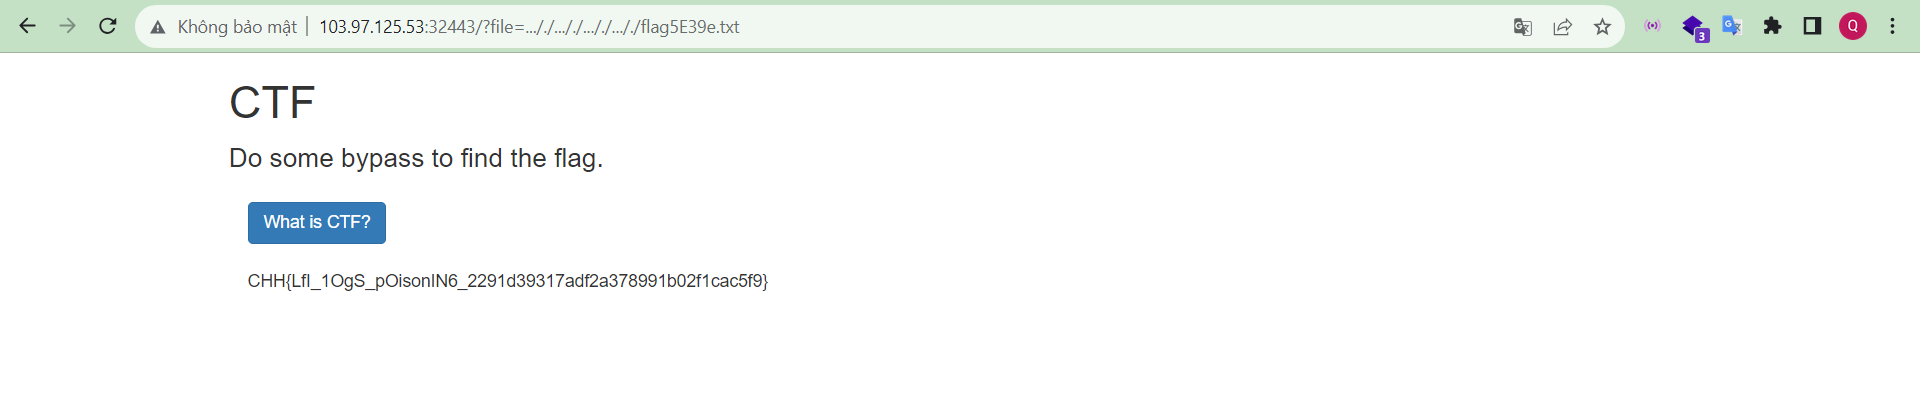 Không bảo mật 103.97.125.53:32443/?file=..././..././..././..././flag5E39e.txt
3
Q
CTF
Do some bypass to find the flag.
What is CTF?
CHH{LfI_1OgS_pOisonIN6_2291d39317adf2a378991b02f1cac5f9}